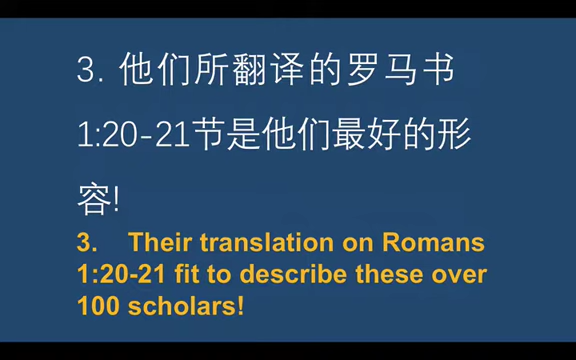 3. 他们所翻译的罗马书
1:20-21节是他们最好的形
容!
3. Their translation on Romans
1:20-21 fit to describe these over
100 scholars!